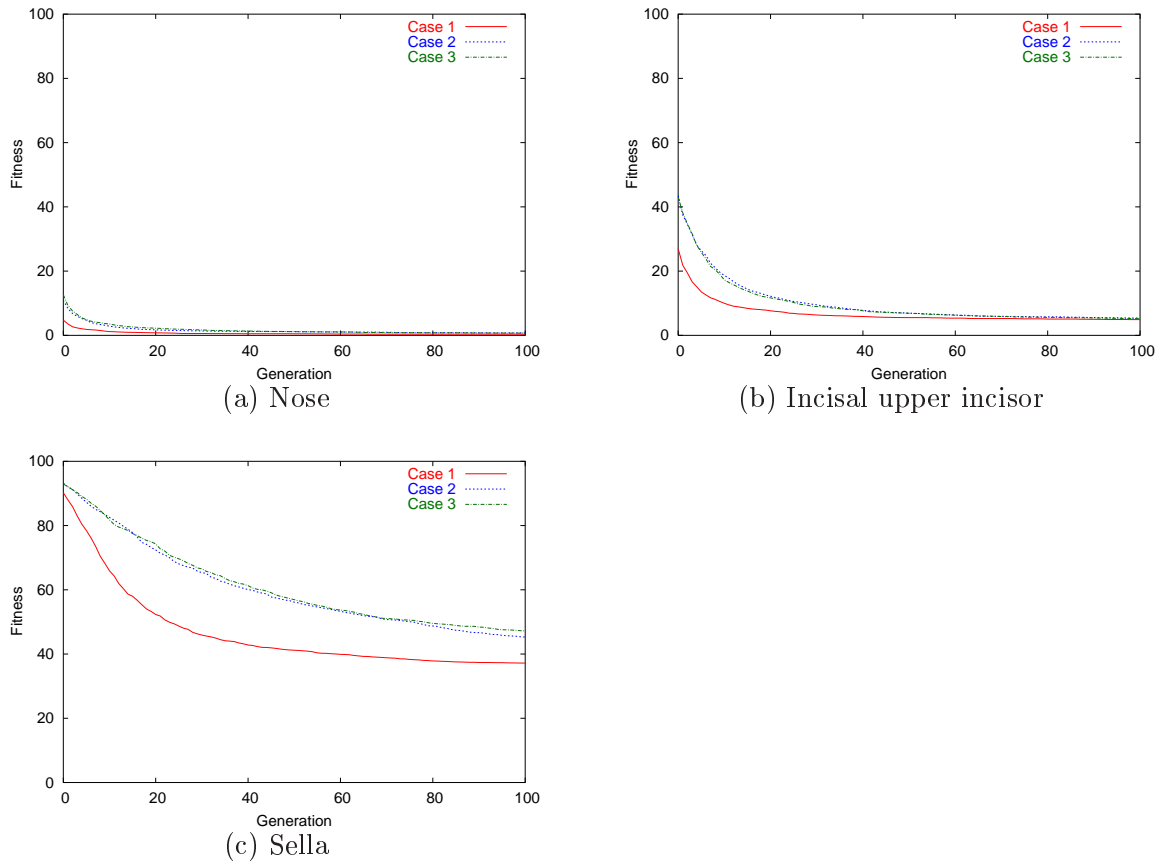 100
80
60
40
20
0
Fitness
Case 1
Case 2
Case 3
0 20 40 60 80 100
Generation
(a) Nose
100
80
60
40
20
0
Fitness
Case 1
Case 2
Case 3
0 20 40 60 80 100
Generation
(b) Incisal upper incisor
100
80
60
40
20
0
Fitness
Case 1
Case 2
Case 3
0 20 40 60 80 100
Generation
(c) Sella